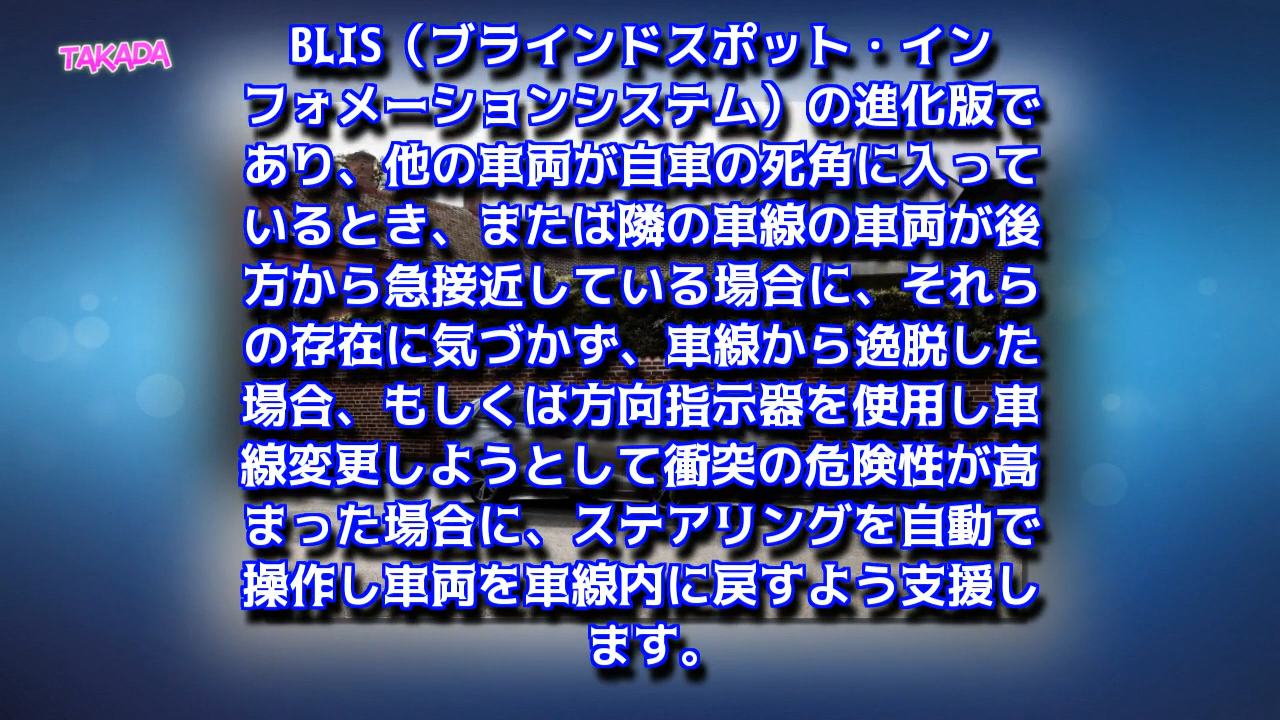 TAKADA
BLIS（ブラインドスポット・イン
フォメーションシステム）の進化版で
あり、他の車両が自車の死角に入って
いるとき、または隣の車線の車両が後
方から急接近している場合に、それら
の存在に気づかず、車線から逸脱した
場合、もしくは方向指示器を使用し車
線変更しようとして衝突の危険性が高
まった場合に、ステアリングを自動で
操作し車両を車線内に戻すよう支援し
ます。